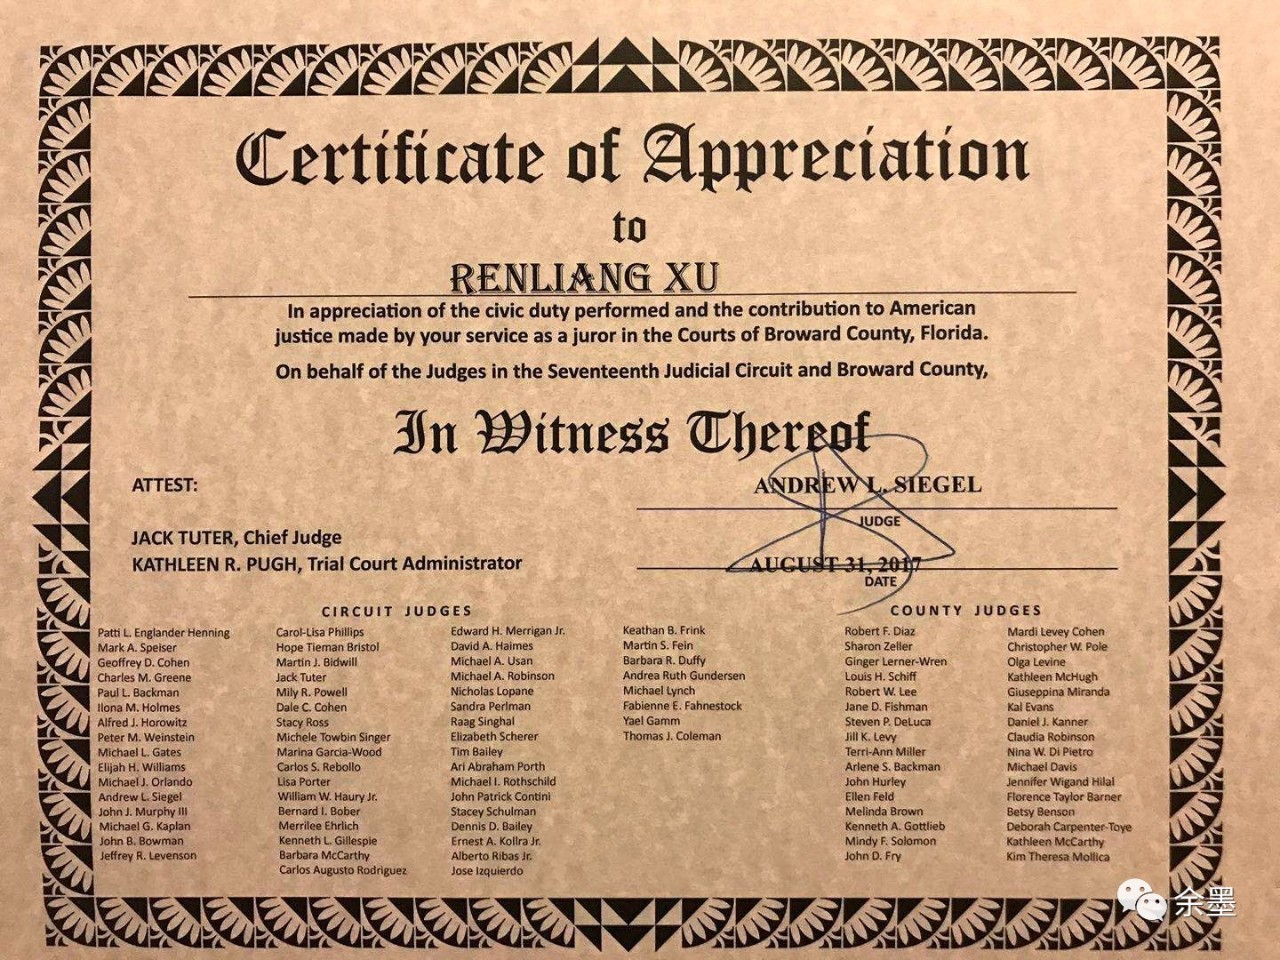 Certificate of Appreciation
to
RENLIANG XU
In appreciation of the civic duty performed and the contribution to American
justice made by your service as a juror in the Courts of Broward County, Florida.
On behalf of the Judges in the Seventeenth Judicial Circuit and Broward County,
In Witness Thereof
ATTEST:
ANDREW L. SIEGEL
JUDGE
JACK TUTER, Chief Judge
KATHLEEN R. PUGH, Trial Court Administrator
AUGUST 31, 2017
DATE
CIRCUIT JUDGES
Patti L. Englander Henning
Mark A. Speiser
Geoffrey D. Cohen
Charles M. Greene
Paul L. Backman
Ilona M. Holmes
Alfred J. Horowitz
Peter M. Weinstein
Michael L. Gates
Elijah H. Williams
Michael J. Orlando
Andrew L. Siegel
John J. Murphy III
Michael G. Kaplan
John B. Bowman
Jeffrey R. Levenson
Carol-Lisa Phillips
Hope Tieman Bristol
Martin J. Bidwill
Jack Tuter
Mily R. Powell
Dale C. Cohen
Stacy Ross
Michele Towbin Singer
Marina Garcia-Wood
Carlos S. Rebollo
Lisa Porter
William W. Haury Jr.
Bernard I. Bober
Merrilee Ehrlich
Kenneth L. Gillespie
Barbara McCarthy
Carlos Augusto Rodriguez
Edward H. Merrigan Jr.
David A. Haimes
Michael A. Usan
Michael A. Robinson
Nicholas Lopane
Sandra Perlman
Raag Singhal
Elizabeth Scherer
Tim Bailey
Ari Abraham Porth
Michael I. Rothschild
John Patrick Contini
Stacey Schulman
Dennis D. Bailey
Ernest A. Kollra Jr.
Alberto Ribas Jr.
Jose Izquierdo
Keathan B. Frink
Martin S. Fein
Barbara R. Duffy
Andrea Ruth Gundersen
Michael Lynch
Fabienne E. Fahnestock
Yael Gamm
Thomas J. Coleman
COUNTY JUDGES
Robert F. Diaz
Sharon Zeller
Ginger Lerner-Wren
Louis H. Schiff
Robert W. Lee
Jane D. Fishman
Steven P. DeLuca
Jill K. Levy
Terri-Ann Miller
Arlene S. Backman
John Hurley
Ellen Feld
Melinda Brown
Kenneth A. Gottlieb
Mindy F. Solomon
John D. Fry
Mardi Levey Cohen
Christopher W. Pole
Olga Levine
Kathleen McHugh
Giuseppina Miranda
Kal Evans
Daniel J. Kanner
Claudia Robinson
Nina W. Di Pietro
Michael Davis
Jennifer Wigand Hilal
Florence Taylor Barner
Betsy Benson
Deborah Carpenter-Toye
Kathleen McCarthy
Kim Theresa Mollica
余墨